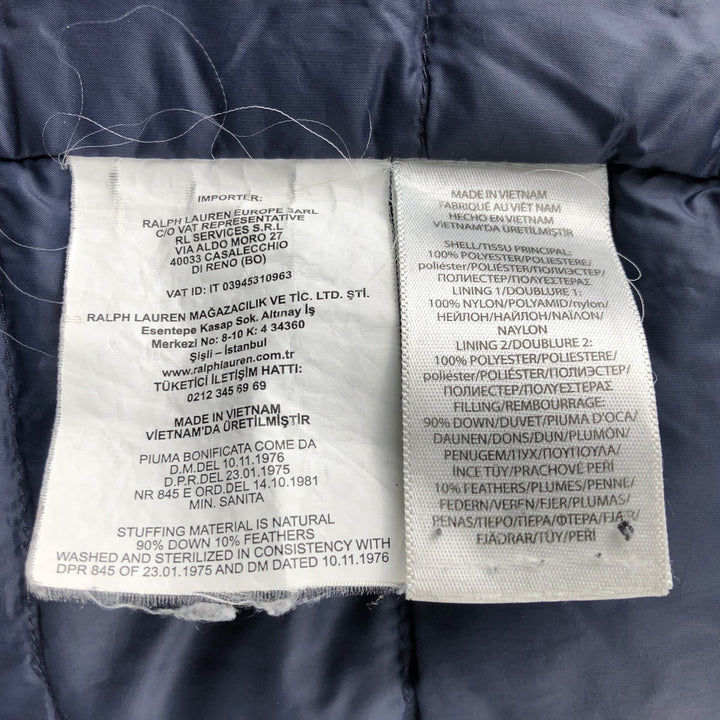 IMPORTER:
RALPH LAUREN EUROPE SARL
C/O VAT REPRESENTATIVE
RL SERVICES S.R.L
VIA ALDO MORO 27
40033 CASALECCHIO
DI RENO (BO)
VAT ID: IT 03945310963
RALPH LAUREN MAĞAZACILIK VE TİC. LTD. ŞTİ.
Esentepe Kasap Sok. Altınay İş
Merkezi No: 8-10 K: 4 34360
Şişli - İstanbul
www.ralphlauren.com.tr
TÜKETİCİ İLETİŞİM HATTI:
0212 345 69 69
MADE IN VIETNAM
VİETNAM'DA ÜRETİLMİŞTİR
PIUMA BONIFICATA COME DA
D.M.DEL 10.11.1976
D.P.R.DEL 23.01.1975
NR 845 E ORD.DEL 14.10.1981
MIN. SANITA
STUFFING MATERIAL IS NATURAL
90% DOWN 10% FEATHERS
WASHED AND STERILIZED IN CONSISTENCY WITH
DPR 845 OF 23.01.1975 AND DM DATED 10.11.1976
MADE IN VIETNAM
FABRIQUÉ AU VIÊT NAM
HECHO EN VIETNAM
VİETNAM'DA ÜRETİLMİŞTİR
SHELL/TISSU PRINCIPAL:
100% POLYESTER/POLIESTERE/
poliéster/POLIÉSTER/ПОЛИЭСТЕР/
ПОЛИЕСТЕР/ΠΟΛΥΕΣΤΕΡΑΣ
LINING 1/DOUBLURE 1:
100% NYLON/POLYAMID/nylon/
НЕЙЛОН/НАЙЛОН/ΝΑΪΛΟΝ/
NAYLON
LINING 2/DOUBLURE 2:
100% POLYESTER/POLIESTERE/
poliéster/POLIÉSTER/ПОЛИЭСТЕР/
ПОЛИЕСТЕР/ΠΟΛΥΕΣΤΕΡΑΣ
FILLING/REMBOURRAGE:
90% DOWN/DUVET/PIUMA D'OCA/
DAUNEN/DONS/DUN/PLUMÓN/
PENUGEM/ПУХ/ΠΟΥΠΟΥΛΑ/
İNCE TÜY/PRACHOVÉ PERÍ
10% FEATHERS/PLUMES/PENNE/
FEDERN/VEREN/FJER/PLUMAS/
PENAS/ПЕРО/ПЕРА/ΦΤΕΡΑ/FJÆR/
FJÄDRAR/TÜY/PERÍ